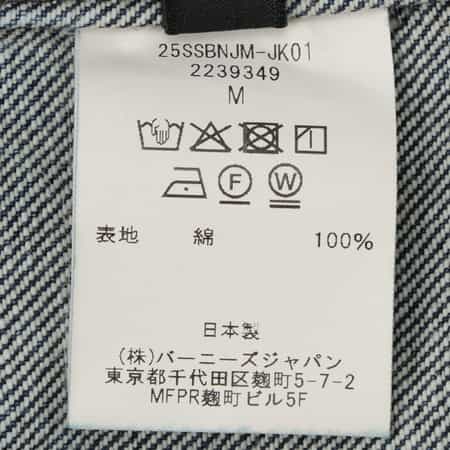 25SSBNJM-JK01
2239349
M
F W
表地 綿 100%
日本製
(株)バーニーズジャパン
東京都千代田区麹町5-7-2
MFPR麹町ビル5F